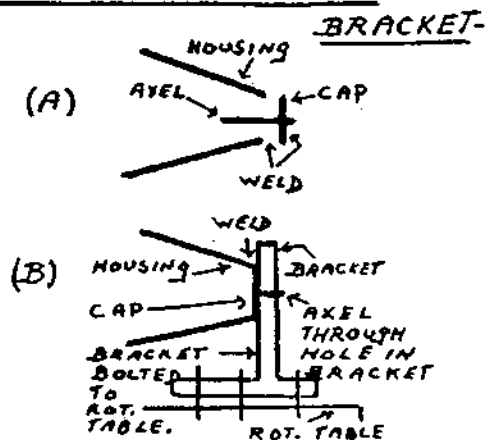 BRACKET-
HOUSING
(A)
AXEL
CAP
WELD
WELD
(B)
HOUSING
BRACKET
CAP
AXEL
THROUGH
HOLE IN
BRACKET
BRACKET
BOLTED
TO
ROT.
TABLE.
ROT. TABLE